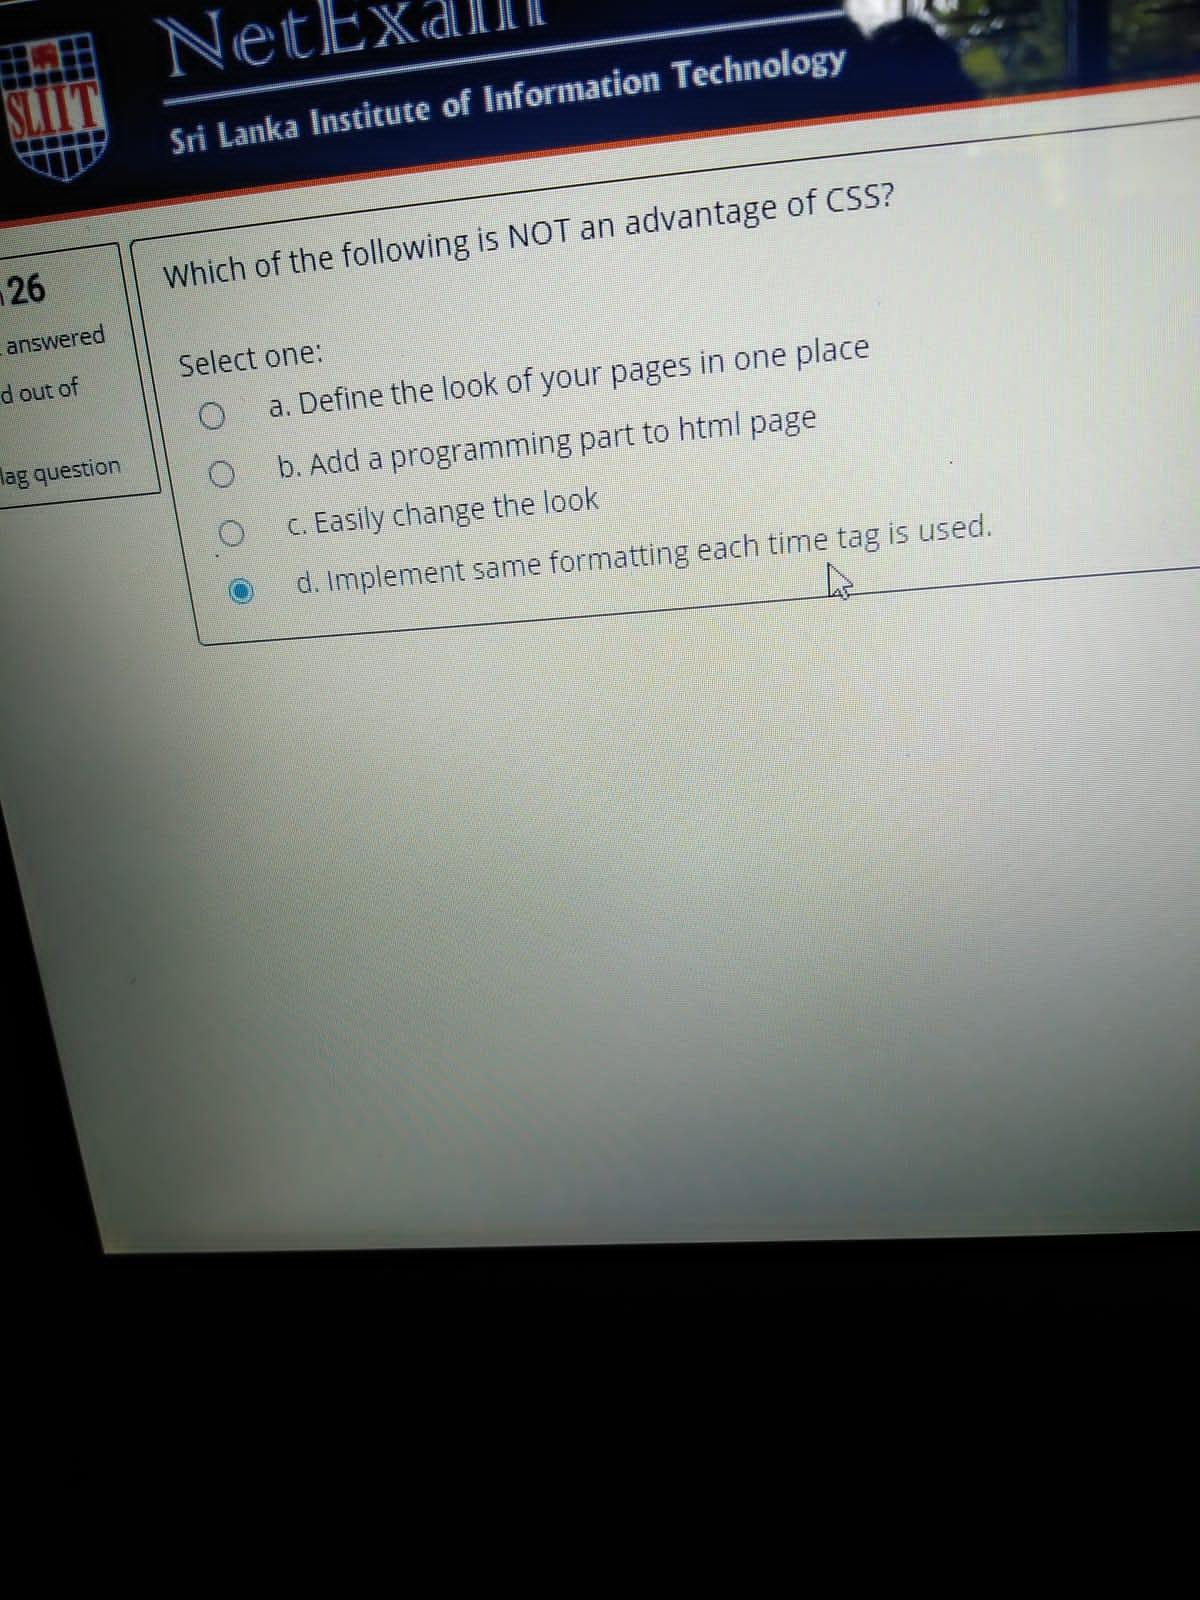 NetExam
SLIIT
Sri Lanka Institute of Information Technology
26
answered
d out of
lag question
Which of the following is NOT an advantage of CSS?
Select one:
a. Define the look of your pages in one place
b. Add a programming part to html page
c. Easily change the look
d. Implement same formatting each time tag is used.